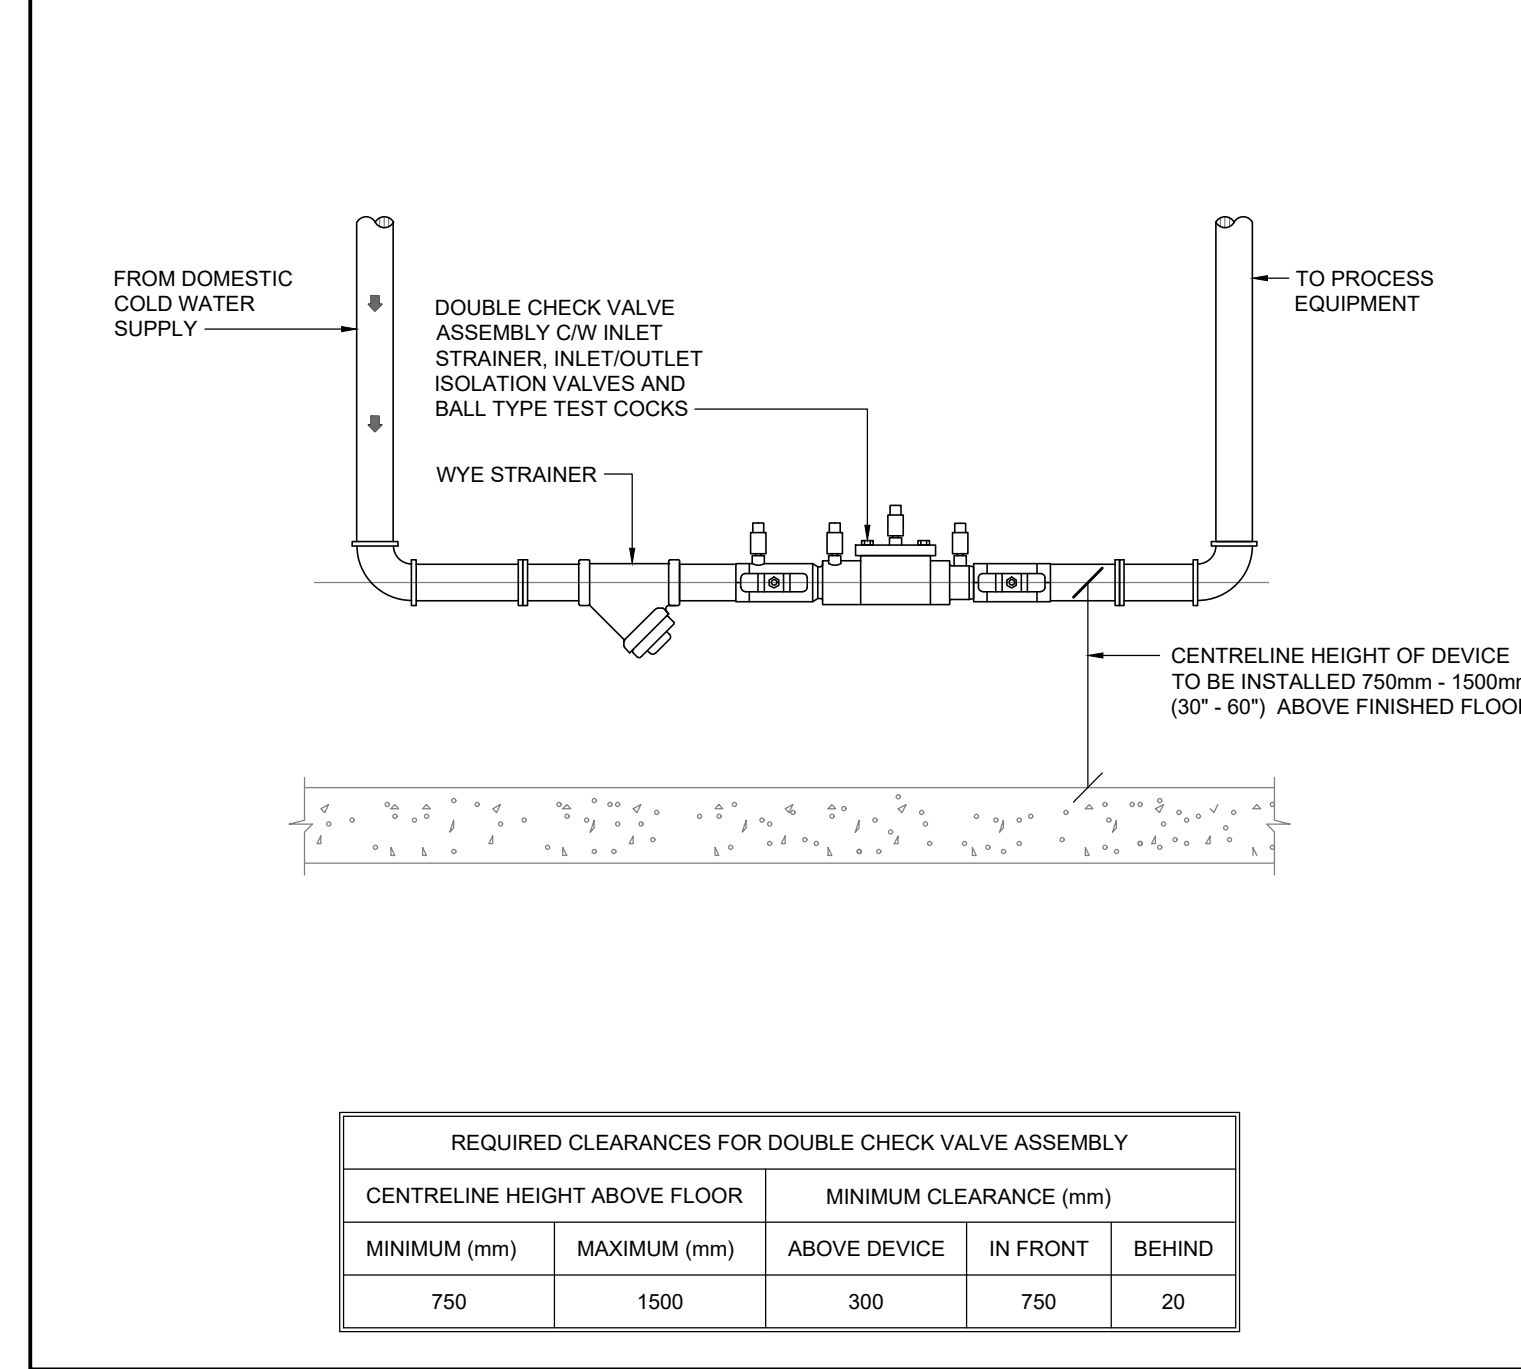 FROM DOMESTIC
COLD WATER
SUPPLY
DOUBLE CHECK VALVE
ASSEMBLY C/W INLET
STRAINER, INLET/OUTLET
ISOLATION VALVES AND
BALL TYPE TEST COCKS
WYE STRAINER
TO PROCESS
EQUIPMENT
CENTRELINE HEIGHT OF DEVICE
TO BE INSTALLED 750mm - 1500mm
(30" - 60") ABOVE FINISHED FLOOR
REQUIRED CLEARANCES FOR DOUBLE CHECK VALVE ASSEMBLY
CENTRELINE HEIGHT ABOVE FLOOR MINIMUM CLEARANCE (mm)
MINIMUM (mm) MAXIMUM (mm) ABOVE DEVICE IN FRONT BEHIND
750 1500 300 750 20